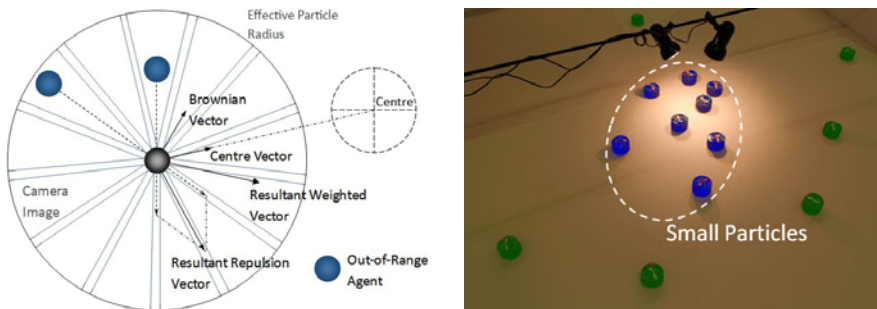 Effective Particle
Radius
Brownian
Vector
Centre
Centre Vector
Camera
Image
Resultant Weighted
Vector
Resultant Repulsion
Vector
Out-of-Range
Agent
Small Particles